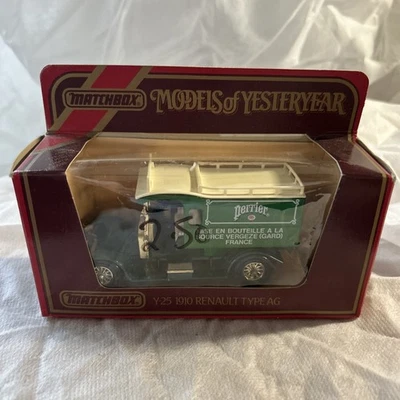 MATCHBOX
MODELS of YESTERYEAR
perrier
MISE EN BOUTEILLE A LA
SOURCE VERGEZE (GARD)
FRANCE
MATCHBOX
Y-25 1910 RENAULT TYPE AG